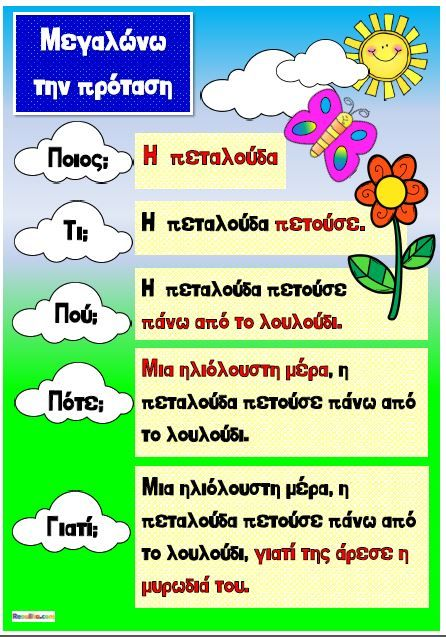 Μεγαλώνω
την πρόταση
Ποιος;
Η πεταλούδα
Τι;
Η πεταλούδα πετούσε.
Πού;
Η πεταλούδα πετούσε
πάνω από το λουλούδι.
Πότε;
Μια ηλιόλουστη μέρα, η
πεταλούδα πετούσε πάνω από
το λουλούδι.
Γιατί;
Μια ηλιόλουστη μέρα, η
πεταλούδα πετούσε πάνω από
το λουλούδι, γιατί της άρεσε η
μυρωδιά του.